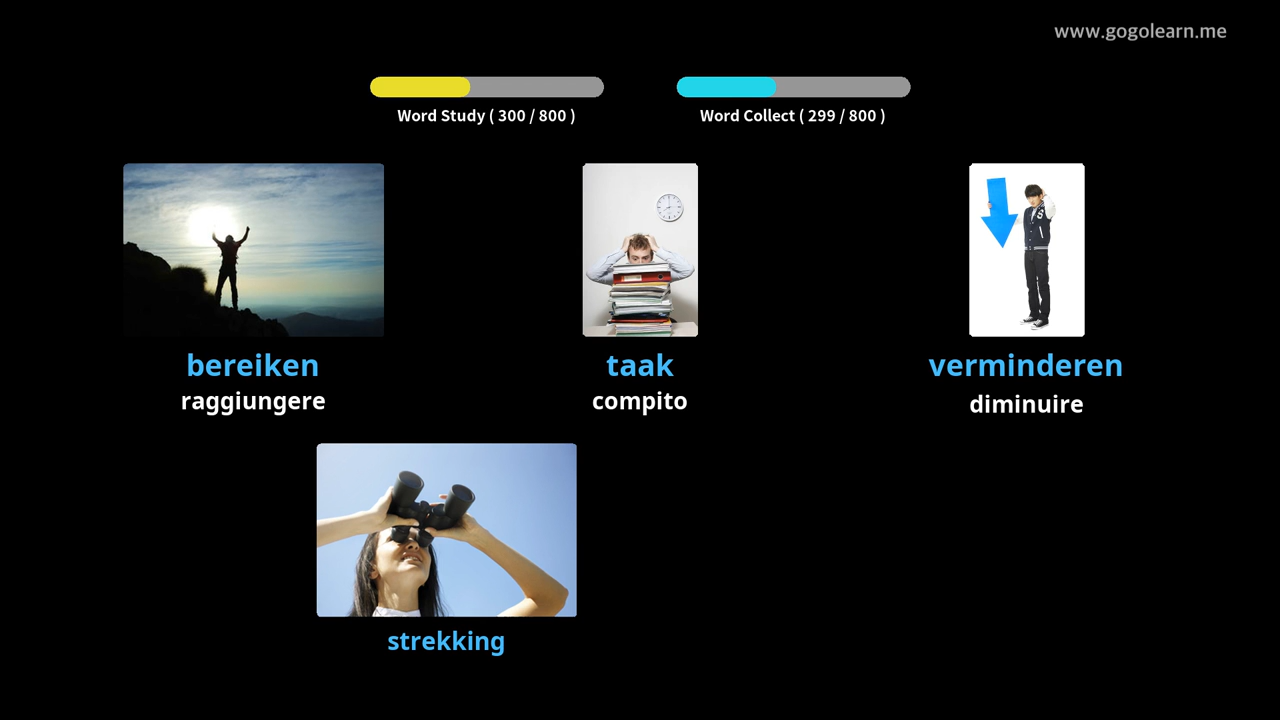 www.gogolearn.me
Word Study ( 300 / 800 )
Word Collect ( 299 / 800 )
bereiken
raggiungere
taak
compito
verminderen
diminuire
strekking